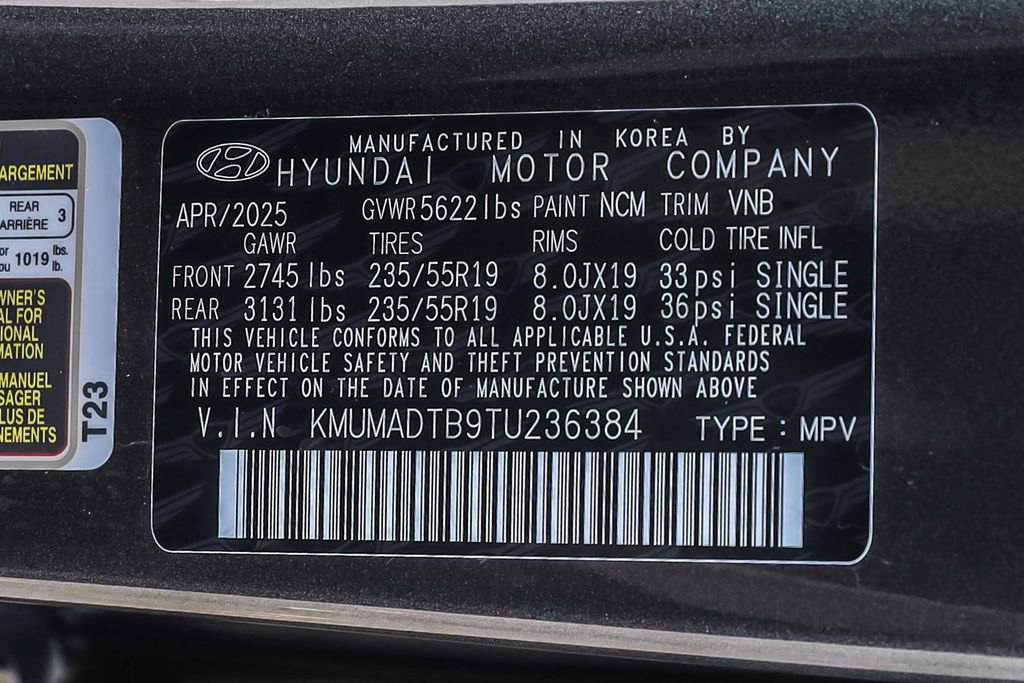 ARGEMENT
REAR
ARRIÈRE 3
or
ou 1019 lbs.
lb.
WNER'S
AL FOR
IONAL
MATION
MANUEL
SAGER
LUS DE
NEMENTS
T23
MANUFACTURED IN KOREA BY
HYUNDAI MOTOR COMPANY
APR/2025 GVWR 5622lbs PAINT NCM TRIM VNB
GAWR TIRES RIMS COLD TIRE INFL
FRONT 2745 lbs 235/55R19 8.0JX19 33psi SINGLE
REAR 3131 lbs 235/55R19 8.0JX19 36psi SINGLE
THIS VEHICLE CONFORMS TO ALL APPLICABLE U.S.A. FEDERAL
MOTOR VEHICLE SAFETY AND THEFT PREVENTION STANDARDS
IN EFFECT ON THE DATE OF MANUFACTURE SHOWN ABOVE
V.I.N KMUMADTB9TU236384 TYPE : MPV